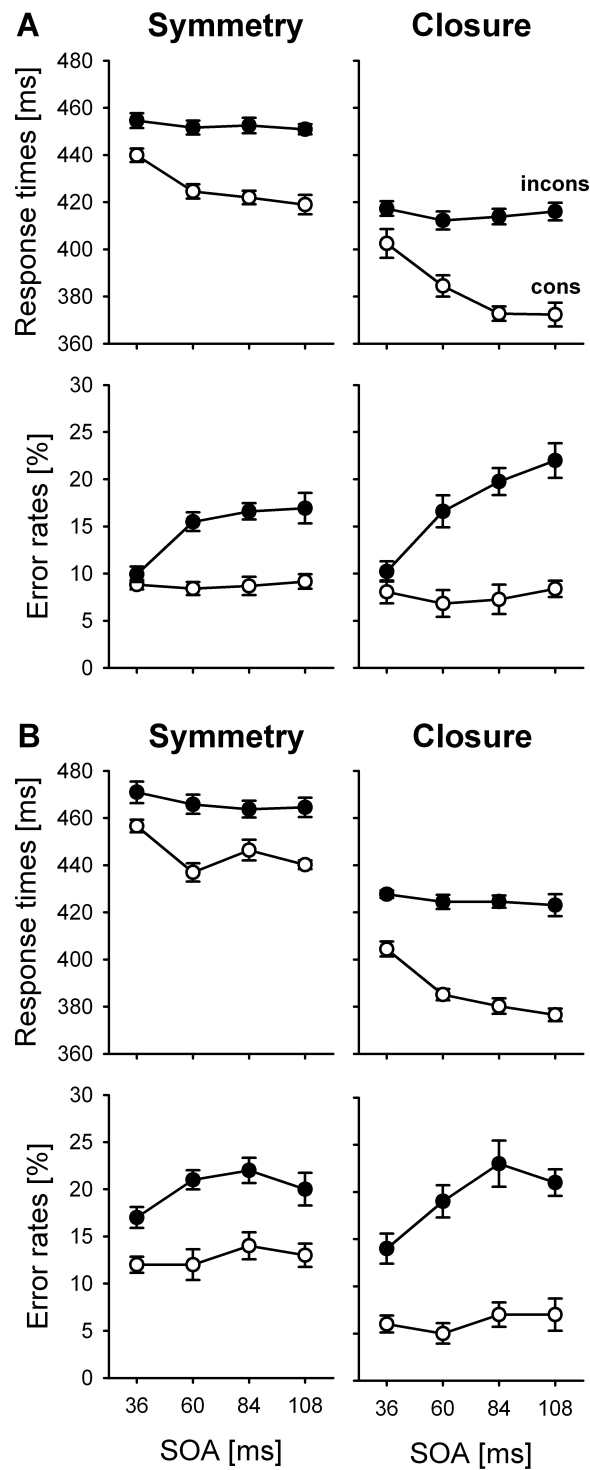 A Symmetry Closure
Response times [ms]
480
460
440
420
400
380
360
incons
cons
Error rates [%]
30
25
20
15
10
5
0
B Symmetry Closure
Response times [ms]
480
460
440
420
400
380
360
Error rates [%]
30
25
20
15
10
5
0
36 60 84 108 36 60 84 108
SOA [ms] SOA [ms]